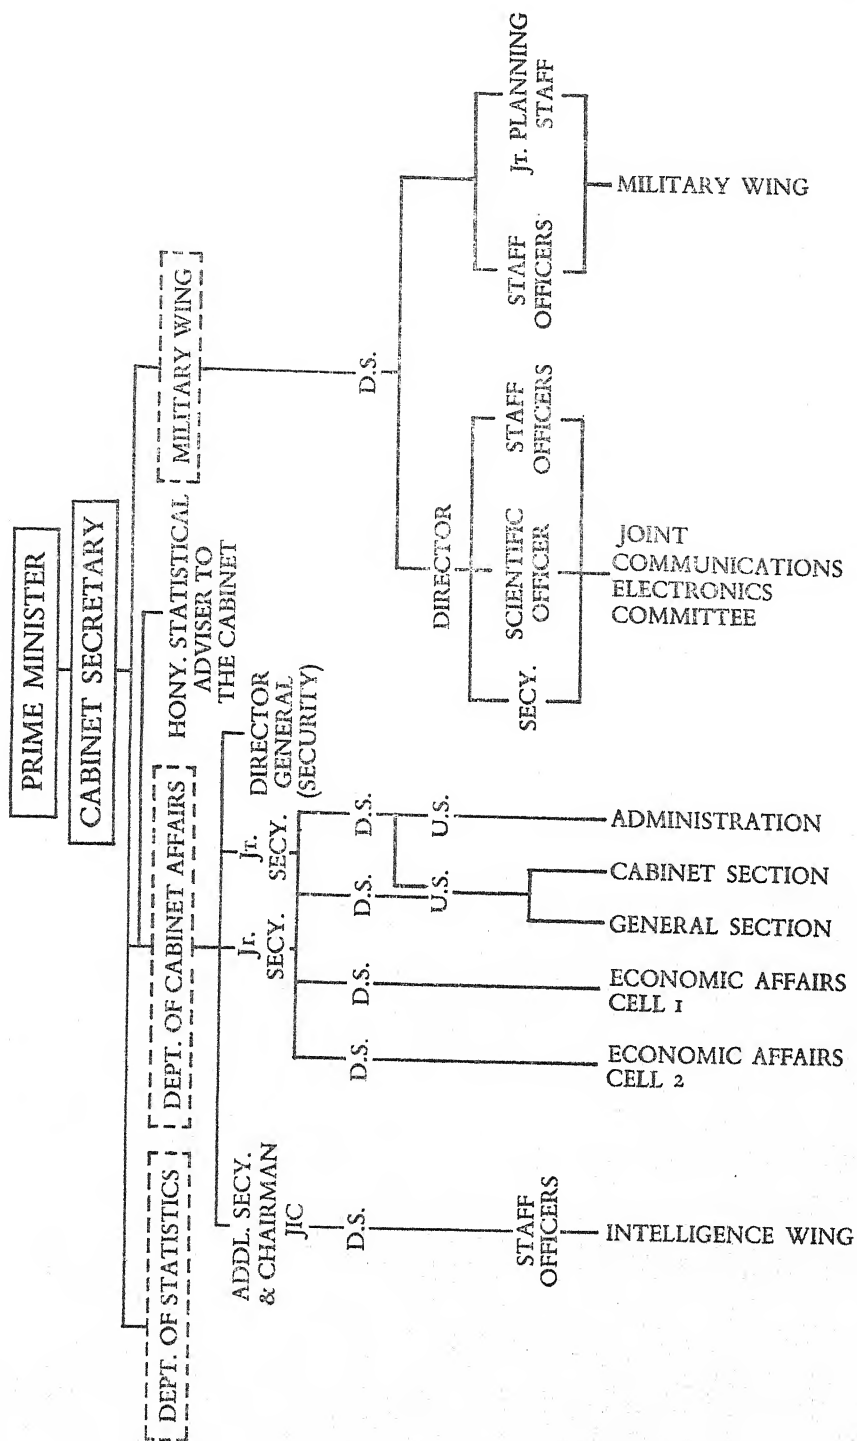 PRIME MINISTER
CABINET SECRETARY
DEPT. OF STATISTICS
DEPT. OF CABINET AFFAIRS
HONY. STATISTICAL
ADVISER TO
THE CABINET
MILITARY WING
ADDL. SECY.
& CHAIRMAN
JIC
JT.
SECY.
JT.
SECY.
DIRECTOR
GENERAL
(SECURITY)
D.S.
D.S.
D.S.
D.S.
D.S.
D.S.
U.S.
U.S.
STAFF
OFFICERS
DIRECTOR
SECY.
SCIENTIFIC
OFFICER
STAFF
OFFICERS
STAFF
OFFICERS
JT. PLANNING
STAFF
INTELLIGENCE WING
ECONOMIC AFFAIRS
CELL 2
ECONOMIC AFFAIRS
CELL 1
GENERAL SECTION
CABINET SECTION
ADMINISTRATION
JOINT
COMMUNICATIONS
ELECTRONICS
COMMITTEE
MILITARY WING